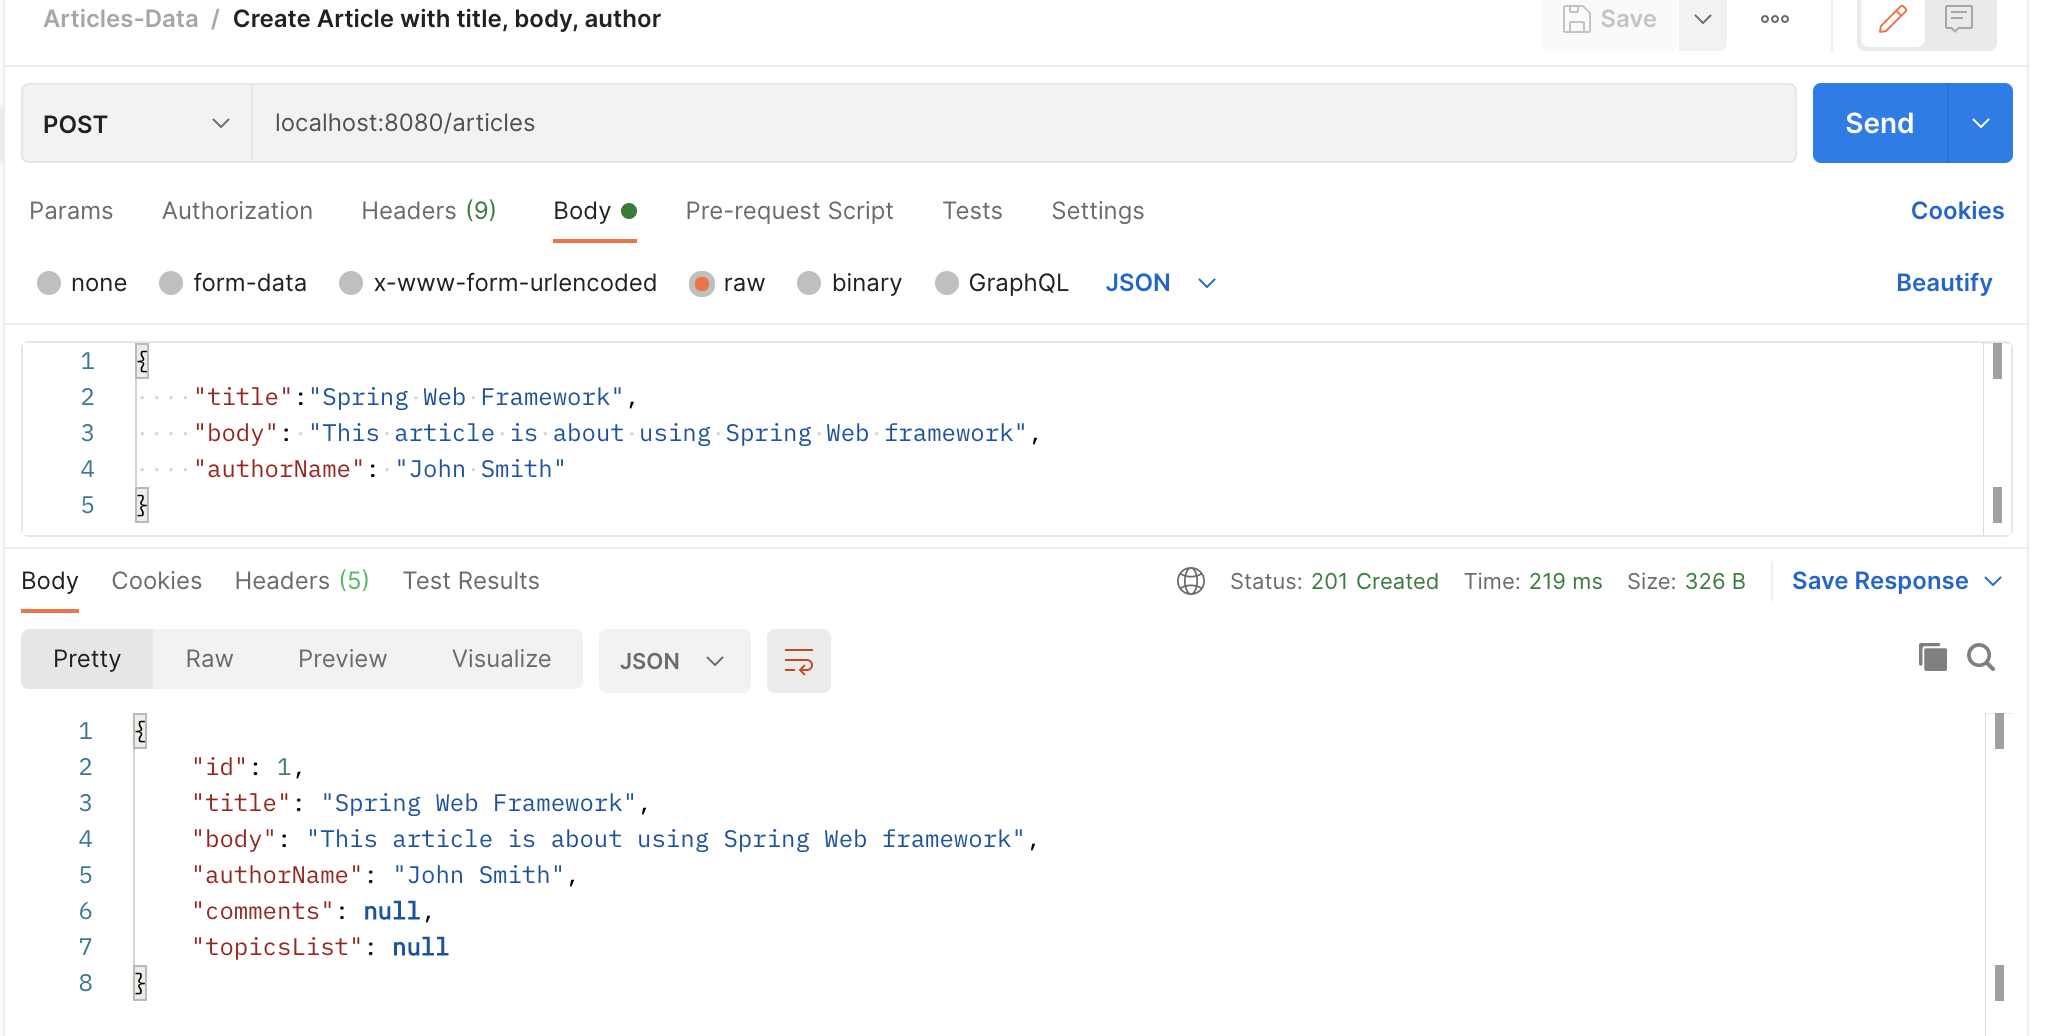 Articles-Data / Create Article with title, body, author Save ooo
POST localhost:8080/articles Send
Params Authorization Headers (9) Body Pre-request Script Tests Settings Cookies
none form-data x-www-form-urlencoded raw binary GraphQL JSON Beautify
1 {
2 "title":"Spring Web Framework",
3 "body": "This article is about using Spring Web framework",
4 "authorName": "John Smith"
5 }
Body Cookies Headers (5) Test Results Status: 201 Created Time: 219 ms Size: 326 B Save Response
Pretty Raw Preview Visualize JSON
1 {
2 "id": 1,
3 "title": "Spring Web Framework",
4 "body": "This article is about using Spring Web framework",
5 "authorName": "John Smith",
6 "comments": null,
7 "topicsList": null
8 }